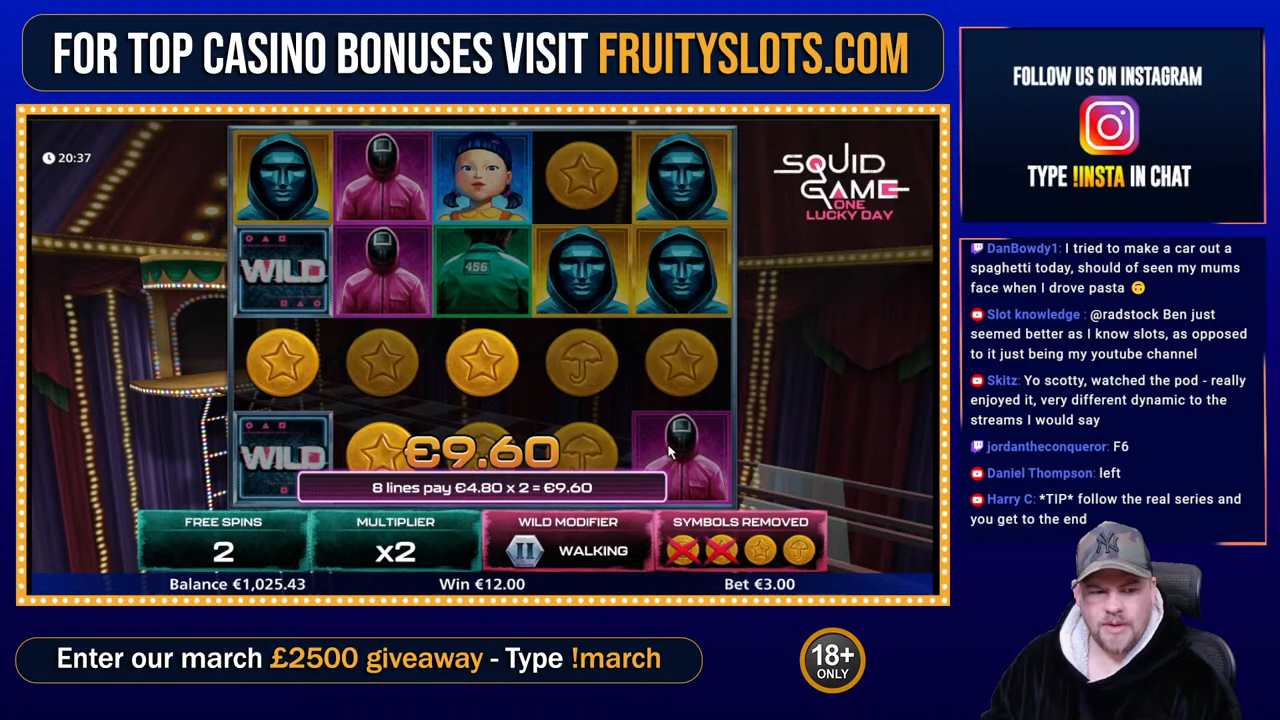 FOR TOP CASINO BONUSES VISIT FRUITYSLOTS.COM
FOLLOW US ON INSTAGRAM
TYPE !INSTA IN CHAT
20:37
SQUID
GAME
ONE
LUCKY DAY
WILD
456
WILD
€9.60
8 lines pay €4.80 x 2 = €9.60
FREE SPINS
2
MULTIPLIER
x2
WILD MODIFIER
II WALKING
SYMBOLS REMOVED
Balance €1,025.43
Win €12.00
Bet €3.00
DanBowdy1: I tried to make a car out a
spaghetti today, should of seen my mums
face when I drove pasta 🙃
Slot knowledge : @radstock Ben just
seemed better as I know slots, as opposed
to it just being my youtube channel
Skitz: Yo scotty, watched the pod - really
enjoyed it, very different dynamic to the
streams I would say
jordantheconqueror: F6
Daniel Thompson: left
Harry C: *TIP* follow the real series and
you get to the end
NY
Enter our march £2500 giveaway - Type !march
18+
ONLY